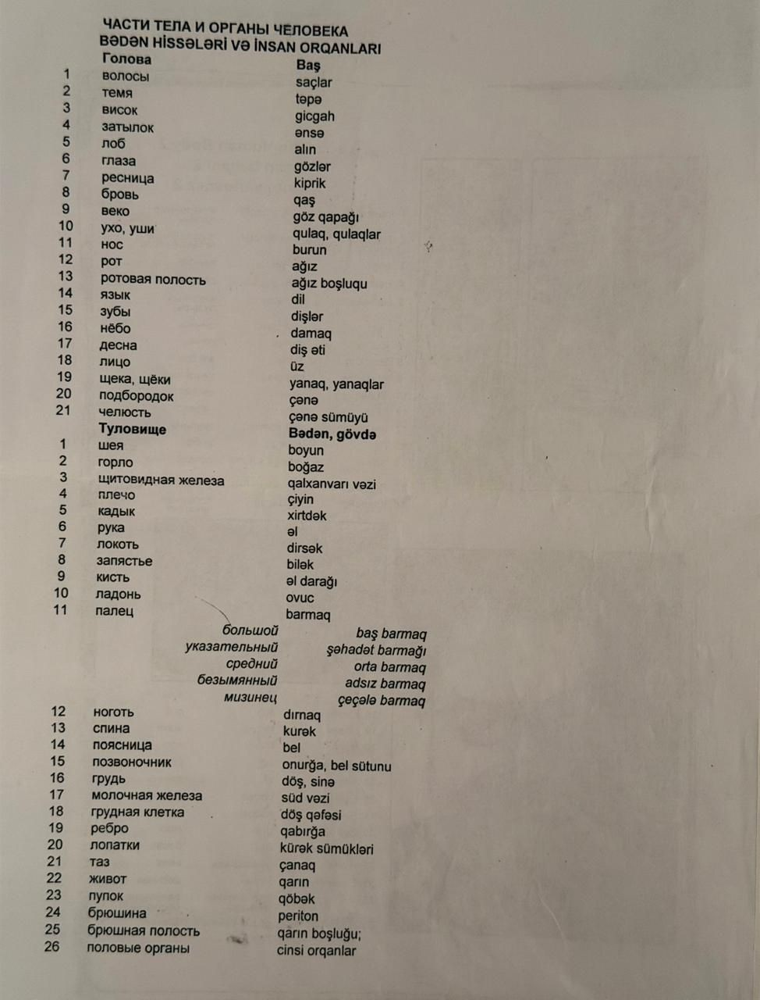 ЧАСТИ ТЕЛА И ОРГАНЫ ЧЕЛОВЕКА
BƏDƏN HİSSƏLƏRİ VƏ İNSAN ORQANLARI
Голова Baş
1 волосы saçlar
2 темя təpə
3 висок gicgah
4 затылок ənsə
5 лоб alın
6 глаза gözlər
7 ресница kiprik
8 бровь qaş
9 веко göz qapağı
10 ухо, уши qulaq, qulaqlar
11 нос burun
12 рот ağız
13 ротовая полость ağız boşluqu
14 язык dil
15 зубы dişlər
16 нёбо damaq
17 десна diş əti
18 лицо üz
19 щека, щёки yanaq, yanaqlar
20 подбородок çənə
21 челюсть çənə sümüyü
Туловище Bədən, gövdə
1 шея boyun
2 горло boğaz
3 щитовидная железа qalxanvarı vəzi
4 плечо çiyin
5 кадык xirtdək
6 рука əl
7 локоть dirsək
8 запястье bilək
9 кисть əl darağı
10 ладонь ovuc
11 палец barmaq
большой baş barmaq
указательный şəhadət barmağı
средний orta barmaq
безымянный adsız barmaq
мизинец çeçələ barmaq
12 ноготь dırnaq
13 спина kurək
14 поясница bel
15 позвоночник onurğa, bel sütunu
16 грудь döş, sinə
17 молочная железа süd vəzi
18 грудная клетка döş qəfəsi
19 ребро qabırğa
20 лопатки kürək sümükləri
21 таз çanaq
22 живот qarın
23 пупок qöbək
24 брюшина periton
25 брюшная полость qarın boşluğu;
26 половые органы cinsi orqanlar